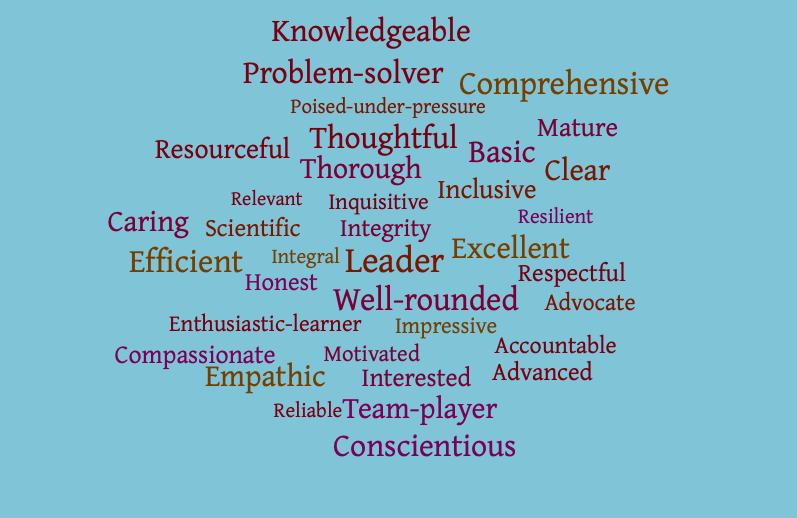 Knowledgeable
Problem-solver
Comprehensive
Poised-under-pressure
Mature
Thoughtful
Resourceful
Basic
Thorough
Clear
Inclusive
Relevant
Inquisitive
Resilient
Caring
Scientific
Integrity
Excellent
Efficient
Integral
Leader
Respectful
Honest
Well-rounded
Advocate
Enthusiastic-learner
Impressive
Accountable
Compassionate
Motivated
Advanced
Empathic
Interested
Reliable
Team-player
Conscientious